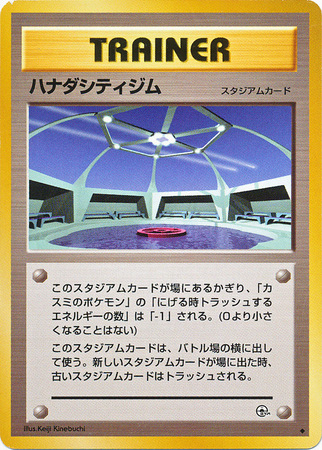 TRAINER
ハナダシティジム
スタジアムカード
このスタジアムカードが場にあるかぎり、「カ
スミのポケモン」の「にげる時トラッシュする
エネルギーの数」は「-1」される。(0より小さ
くなることはない)
このスタジアムカードは、バトル場の横に出し
て使う。新しいスタジアムカードが場に出た時、
古いスタジアムカードはトラッシュされる。
Illus.Keiji Kinebuchi